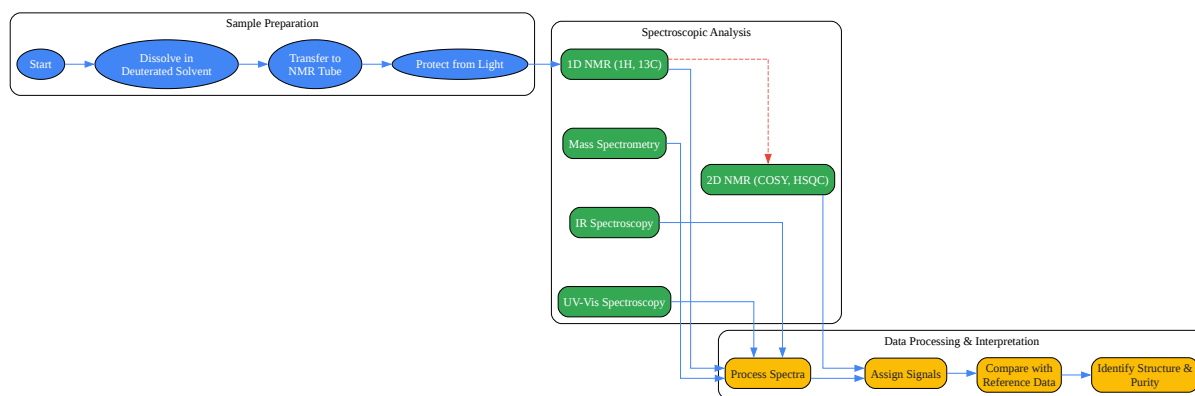 Sample Preparation
Start
Dissolve in
Deuterated Solvent
Transfer to
NMR Tube
Protect from Light
Spectroscopic Analysis
1D NMR (1H, 13C)
Mass Spectrometry
2D NMR (COSY, HSQC)
IR Spectroscopy
UV-Vis Spectroscopy
Data Processing & Interpretation
Process Spectra
Assign Signals
Compare with
Reference Data
Identify Structure &
Purity